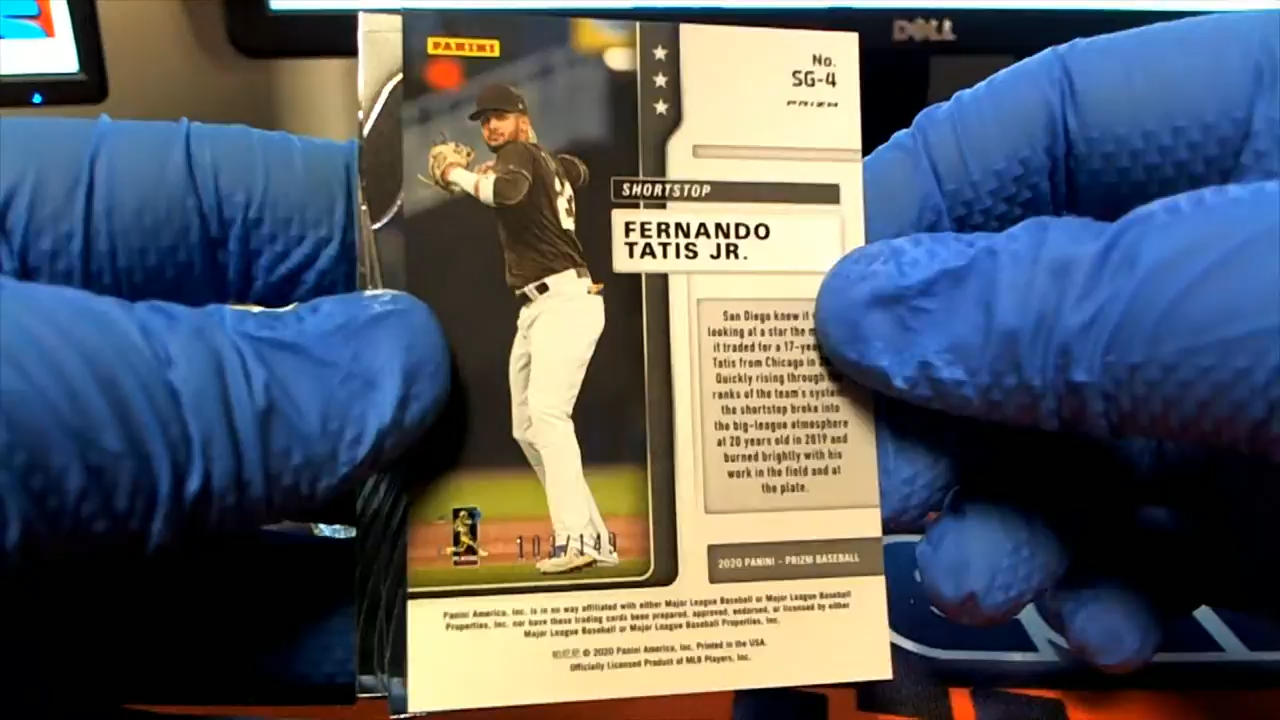 DELL
PANINI
No.
SG-4
PRIZM
SHORTSTOP
FERNANDO
TATIS JR.
San Diego knew it
looking at a star the
it traded for a 17-
Tatis from Chicago in
Quickly rising through
ranks of the team's system
the shortstop broke into
the big-league atmosphere
at 20 years old in 2019 and
burned brightly with his
work in the field and at
the plate.
2020 PANINI - PRIZM BASEBALL
Panini America, Inc. is in no way affiliated with either Major League Baseball or Major League Baseball
Properties, Inc. nor have these trading cards been prepared, approved, endorsed, or licensed by either
Major League Baseball or Major League Baseball Properties, Inc.
© 2020 Panini America, Inc. Printed in the USA.
Officially Licensed Product of MLB Players, Inc.